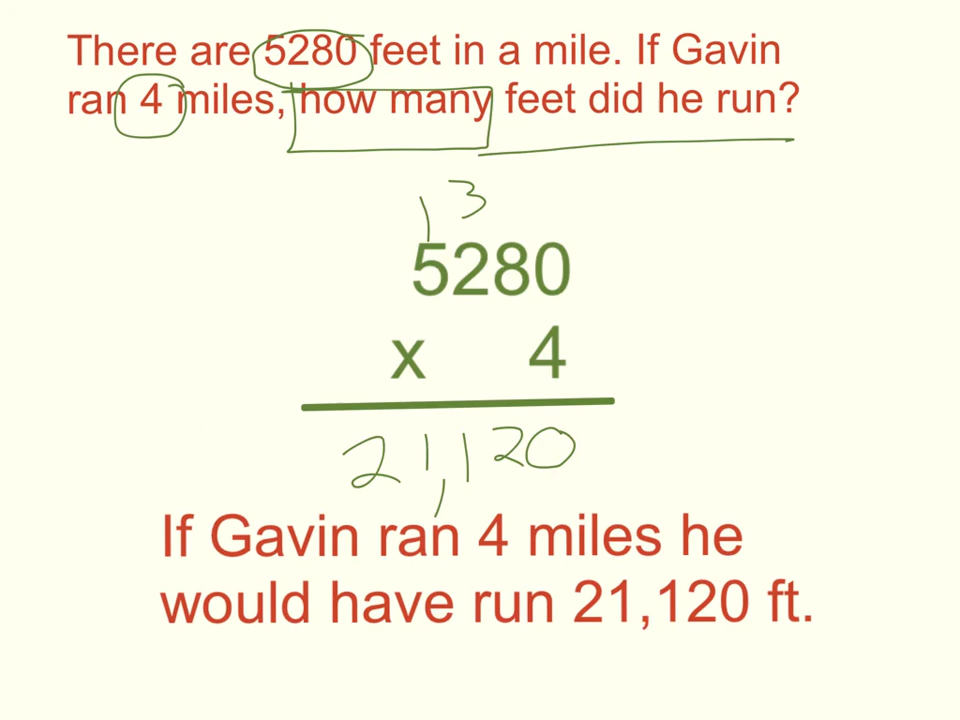 There are 5280 feet in a mile. If Gavin
ran 4 miles, how many feet did he run?
1 3
5280
x 4
21,120
If Gavin ran 4 miles he
would have run 21,120 ft.